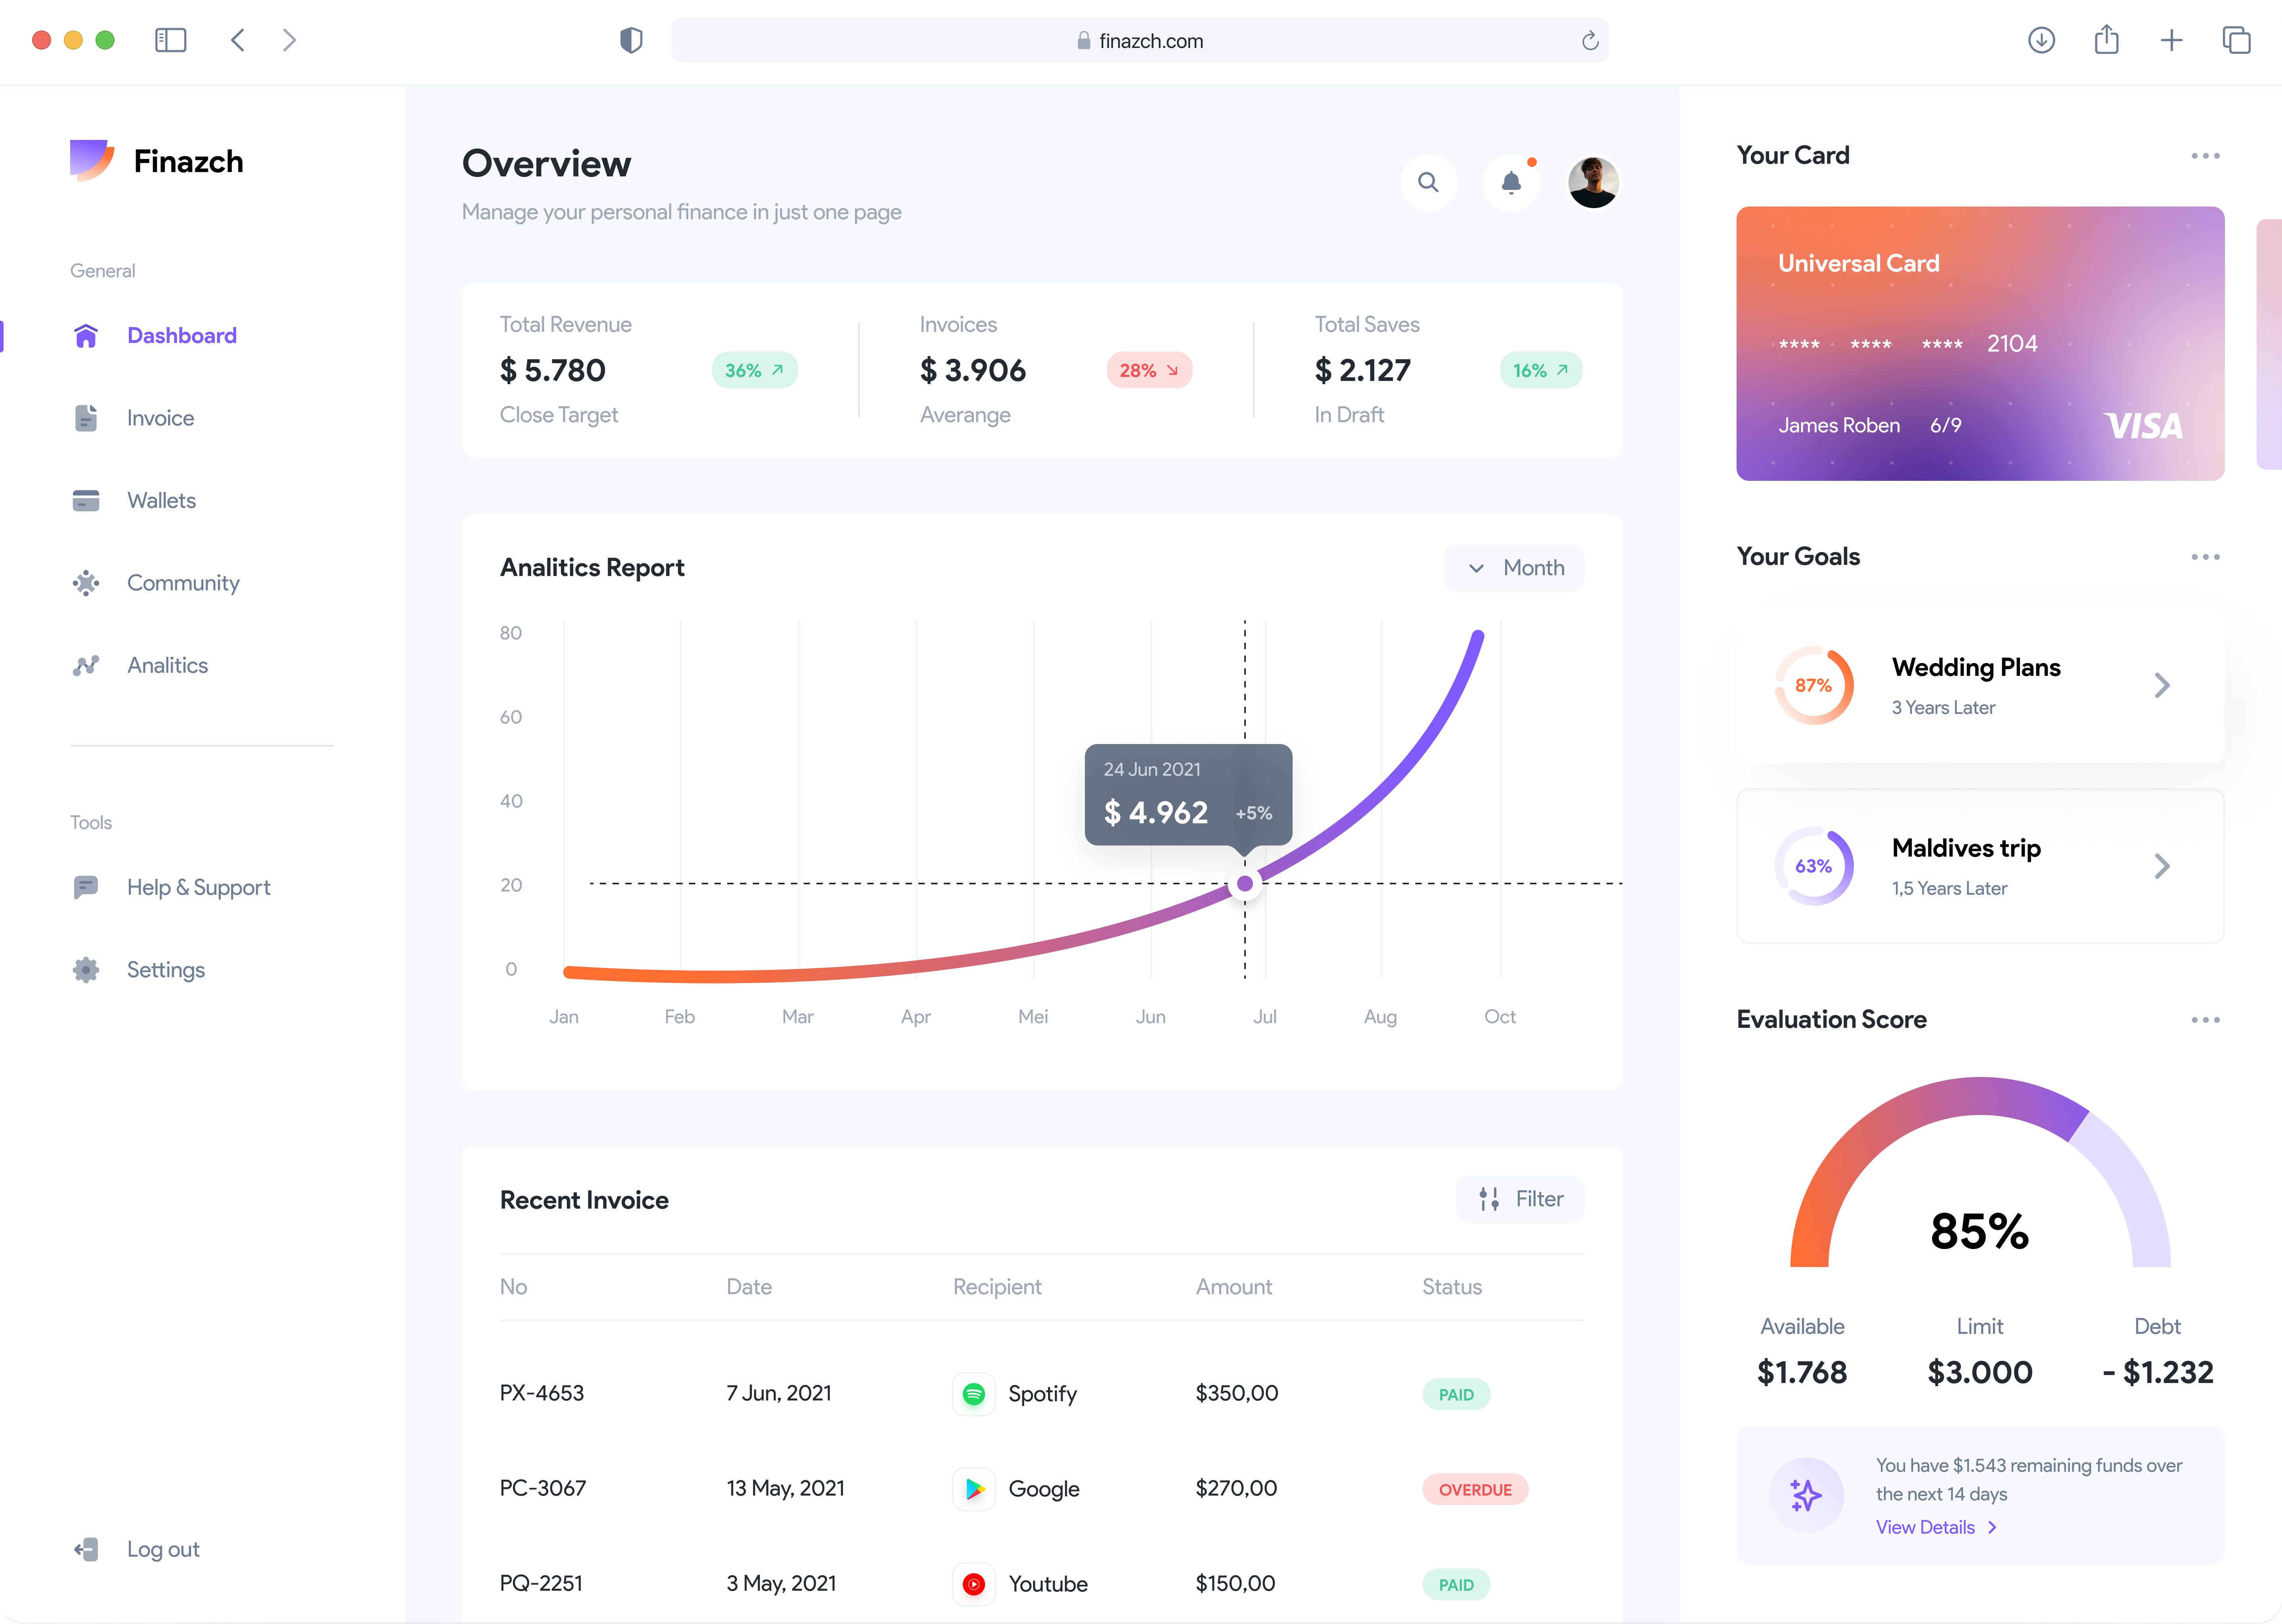 finazch.com
Finazch
General
Dashboard
Invoice
Wallets
Community
Analitics
Tools
Help & Support
Settings
Log out
Overview
Manage your personal finance in just one page
Total Revenue
$ 5.780
36%
Close Target
Invoices
$ 3.906
28%
Averange
Total Saves
$ 2.127
16%
In Draft
Analitics Report
Month
80
60
40
20
0
24 Jun 2021
$ 4.962 +5%
Jan Feb Mar Apr Mei Jun Jul Aug Oct
Recent Invoice
Filter
No Date Recipient Amount Status
PX-4653 7 Jun, 2021 Spotify $350,00 PAID
PC-3067 13 May, 2021 Google $270,00 OVERDUE
PQ-2251 3 May, 2021 Youtube $150,00 PAID
Your Card
Universal Card
**** **** **** 2104
James Roben 6/9 VISA
Your Goals
87%
Wedding Plans
3 Years Later
63%
Maldives trip
1,5 Years Later
Evaluation Score
85%
Available Limit Debt
$1.768 $3.000 - $1.232
You have $1.543 remaining funds over
the next 14 days
View Details